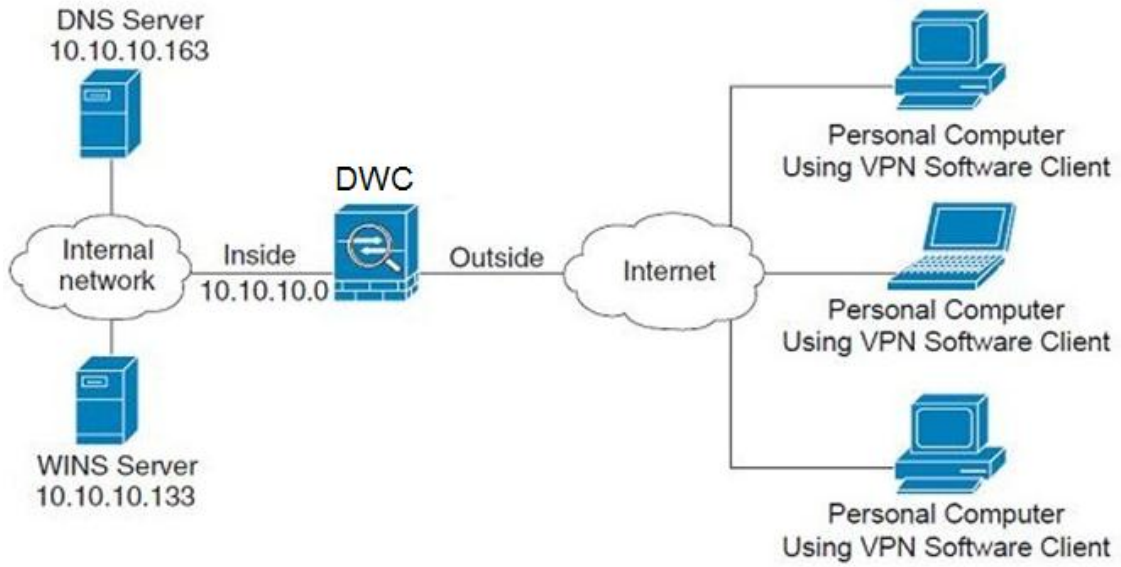 DNS Server
10.10.10.163
DWC
Internal
network
Inside
10.10.10.0
Outside
Internet
WINS Server
10.10.10.133
Personal Computer
Using VPN Software Client
Personal Computer
Using VPN Software Client
Personal Computer
Using VPN Software Client